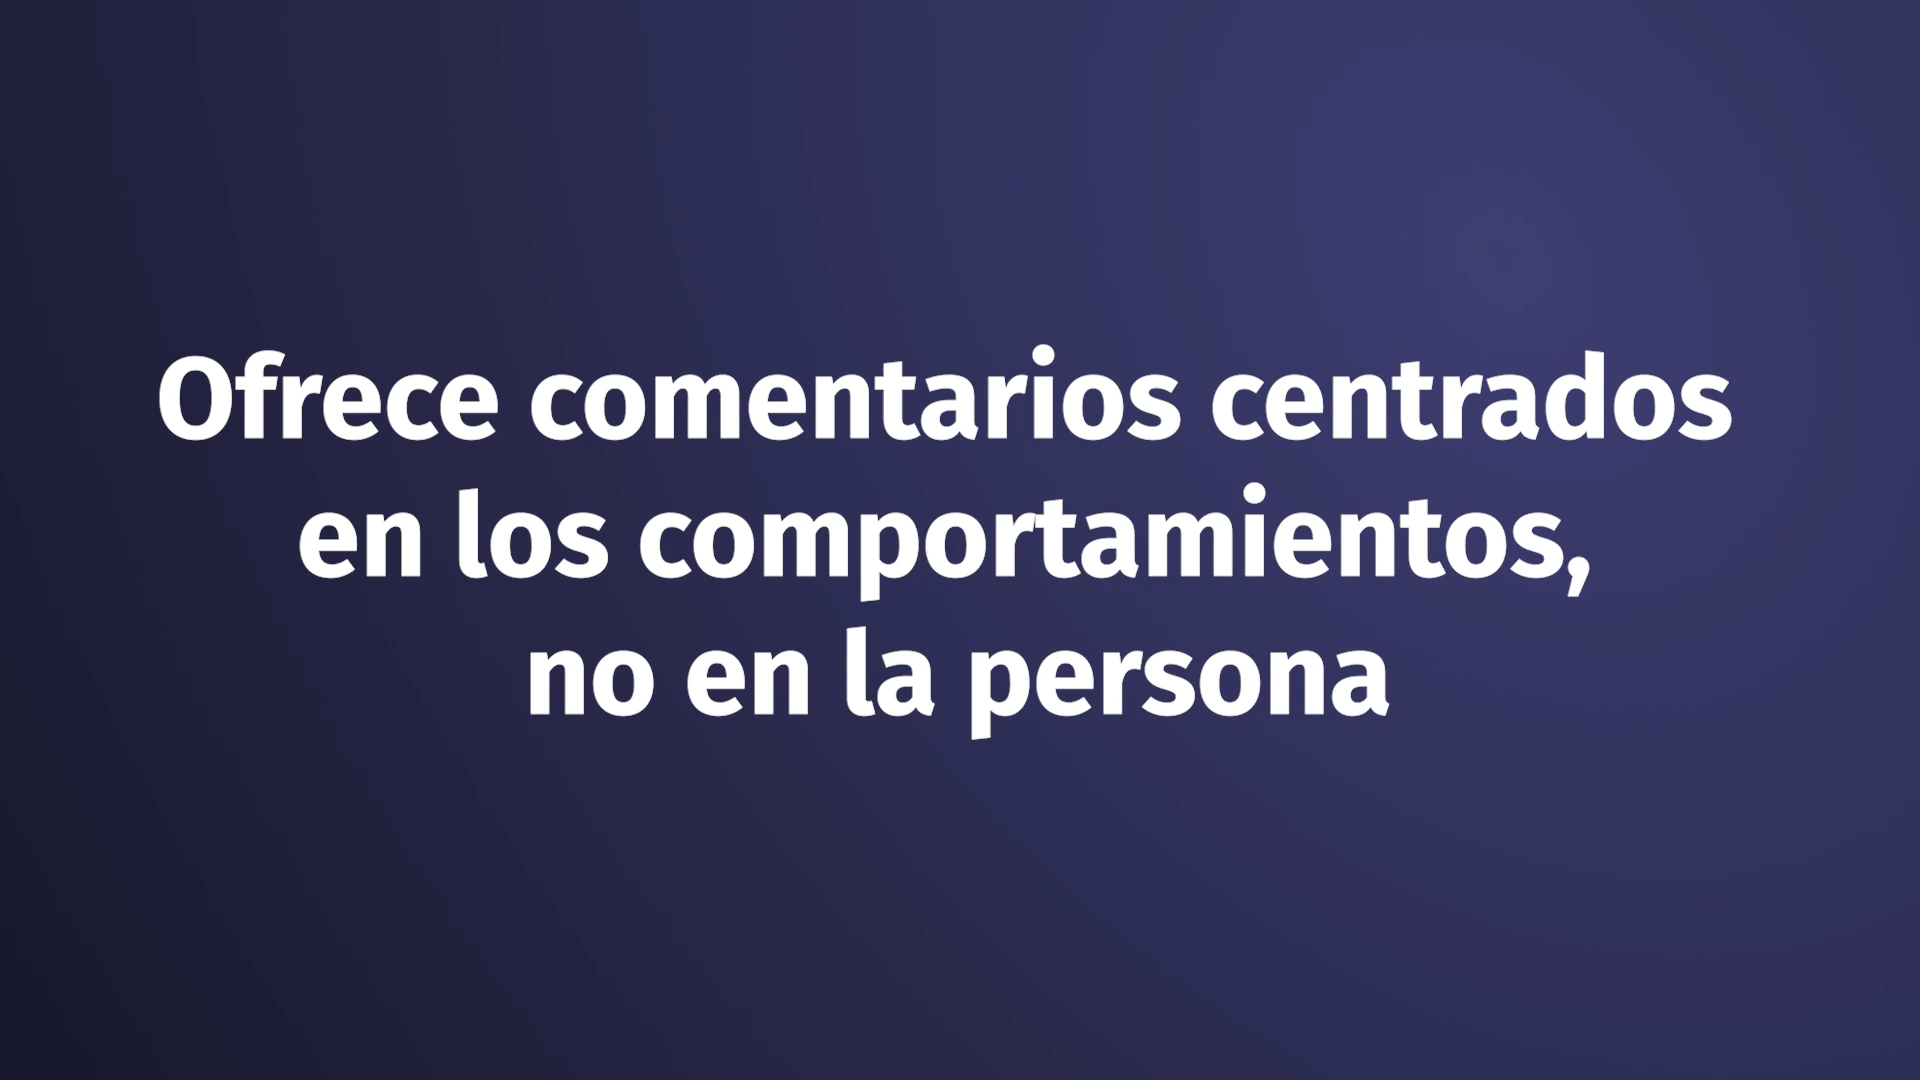 Ofrece comentarios centrados
en los comportamientos,
no en la persona